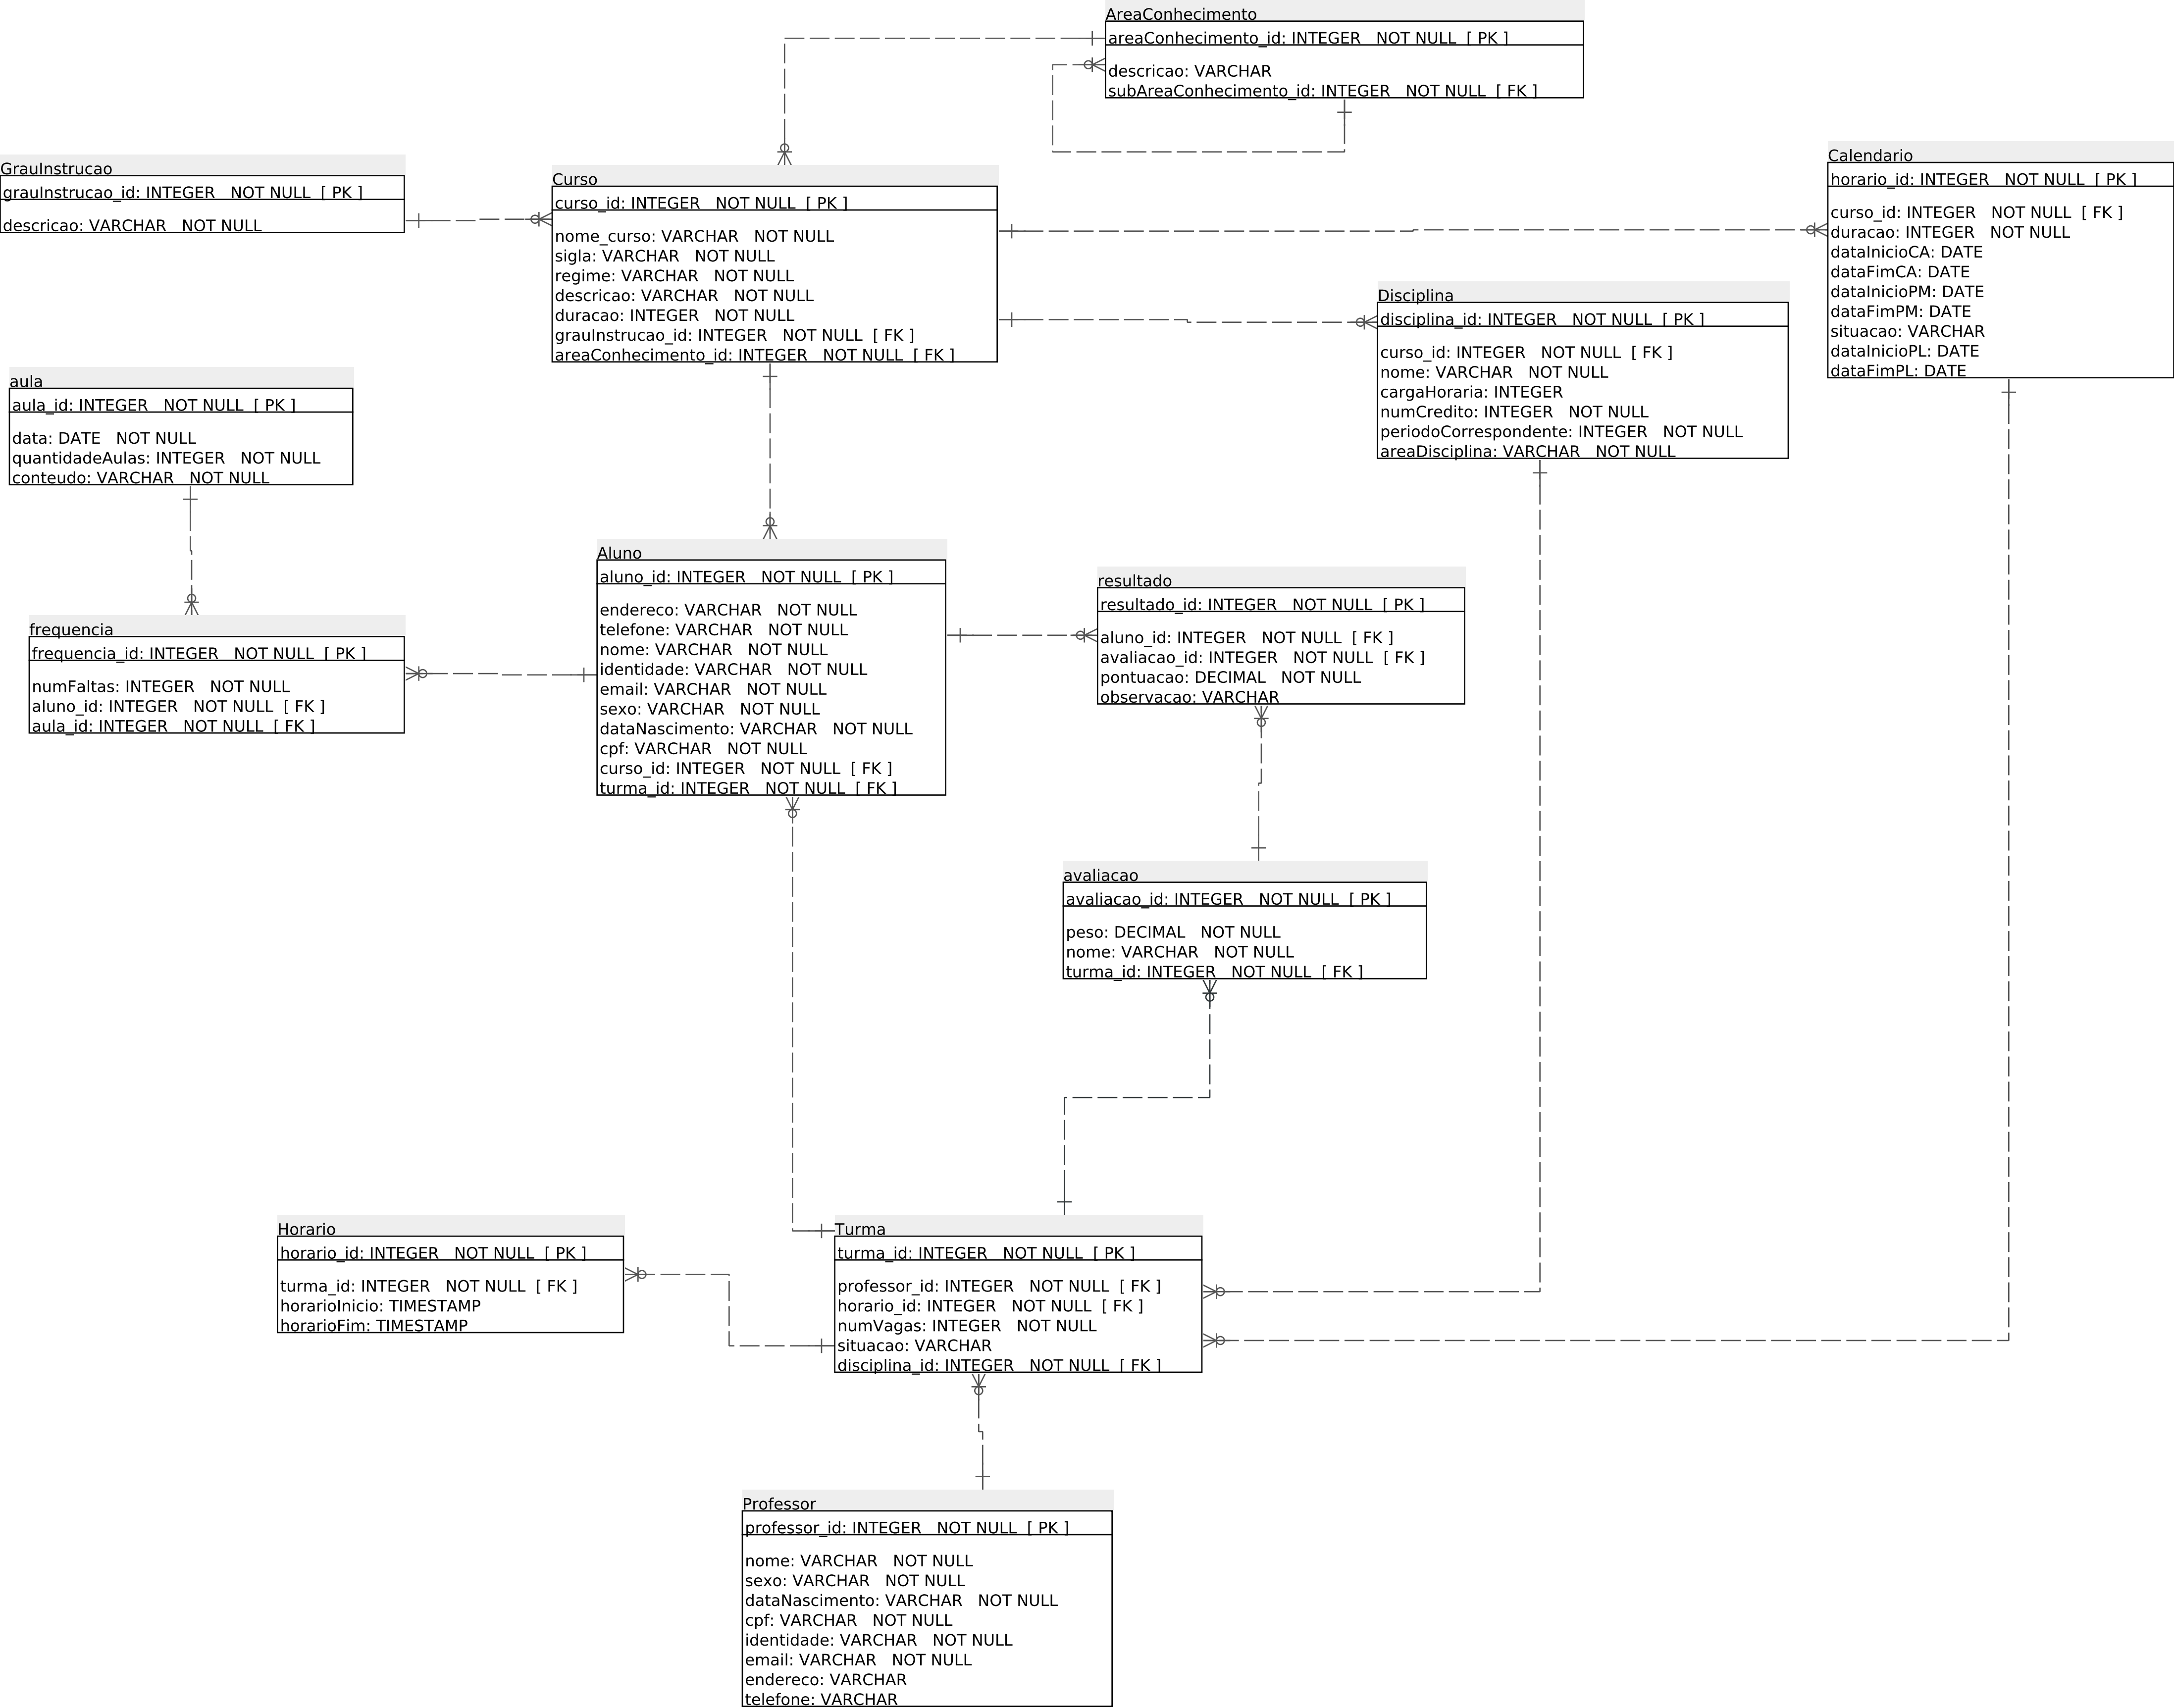 AreaConhecimento
areaConhecimento_id: INTEGER NOT NULL [ PK ]
descricao: VARCHAR
subAreaConhecimento_id: INTEGER NOT NULL [ FK ]
GrauInstrucao
grauInstrucao_id: INTEGER NOT NULL [ PK ]
descricao: VARCHAR NOT NULL
Curso
curso_id: INTEGER NOT NULL [ PK ]
nome_curso: VARCHAR NOT NULL
sigla: VARCHAR NOT NULL
regime: VARCHAR NOT NULL
descricao: VARCHAR NOT NULL
duracao: INTEGER NOT NULL
grauInstrucao_id: INTEGER NOT NULL [ FK ]
areaConhecimento_id: INTEGER NOT NULL [ FK ]
Calendario
horario_id: INTEGER NOT NULL [ PK ]
curso_id: INTEGER NOT NULL [ FK ]
duracao: INTEGER NOT NULL
dataInicioCA: DATE
dataFimCA: DATE
dataInicioPM: DATE
dataFimPM: DATE
situacao: VARCHAR
dataInicioPL: DATE
dataFimPL: DATE
Disciplina
disciplina_id: INTEGER NOT NULL [ PK ]
curso_id: INTEGER NOT NULL [ FK ]
nome: VARCHAR NOT NULL
cargaHoraria: INTEGER
numCredito: INTEGER NOT NULL
periodoCorrespondente: INTEGER NOT NULL
areaDisciplina: VARCHAR NOT NULL
aula
aula_id: INTEGER NOT NULL [ PK ]
data: DATE NOT NULL
quantidadeAulas: INTEGER NOT NULL
conteudo: VARCHAR NOT NULL
frequencia
frequencia_id: INTEGER NOT NULL [ PK ]
numFaltas: INTEGER NOT NULL
aluno_id: INTEGER NOT NULL [ FK ]
aula_id: INTEGER NOT NULL [ FK ]
Aluno
aluno_id: INTEGER NOT NULL [ PK ]
endereco: VARCHAR NOT NULL
telefone: VARCHAR NOT NULL
nome: VARCHAR NOT NULL
identidade: VARCHAR NOT NULL
email: VARCHAR NOT NULL
sexo: VARCHAR NOT NULL
dataNascimento: VARCHAR NOT NULL
cpf: VARCHAR NOT NULL
curso_id: INTEGER NOT NULL [ FK ]
turma_id: INTEGER NOT NULL [ FK ]
resultado
resultado_id: INTEGER NOT NULL [ PK ]
aluno_id: INTEGER NOT NULL [ FK ]
avaliacao_id: INTEGER NOT NULL [ FK ]
pontuacao: DECIMAL NOT NULL
observacao: VARCHAR
avaliacao
avaliacao_id: INTEGER NOT NULL [ PK ]
peso: DECIMAL NOT NULL
nome: VARCHAR NOT NULL
turma_id: INTEGER NOT NULL [ FK ]
Horario
horario_id: INTEGER NOT NULL [ PK ]
turma_id: INTEGER NOT NULL [ FK ]
horarioInicio: TIMESTAMP
horarioFim: TIMESTAMP
Turma
turma_id: INTEGER NOT NULL [ PK ]
professor_id: INTEGER NOT NULL [ FK ]
horario_id: INTEGER NOT NULL [ FK ]
numVagas: INTEGER NOT NULL
situacao: VARCHAR
disciplina_id: INTEGER NOT NULL [ FK ]
Professor
professor_id: INTEGER NOT NULL [ PK ]
nome: VARCHAR NOT NULL
sexo: VARCHAR NOT NULL
dataNascimento: VARCHAR NOT NULL
cpf: VARCHAR NOT NULL
identidade: VARCHAR NOT NULL
email: VARCHAR NOT NULL
endereco: VARCHAR
telefone: VARCHAR